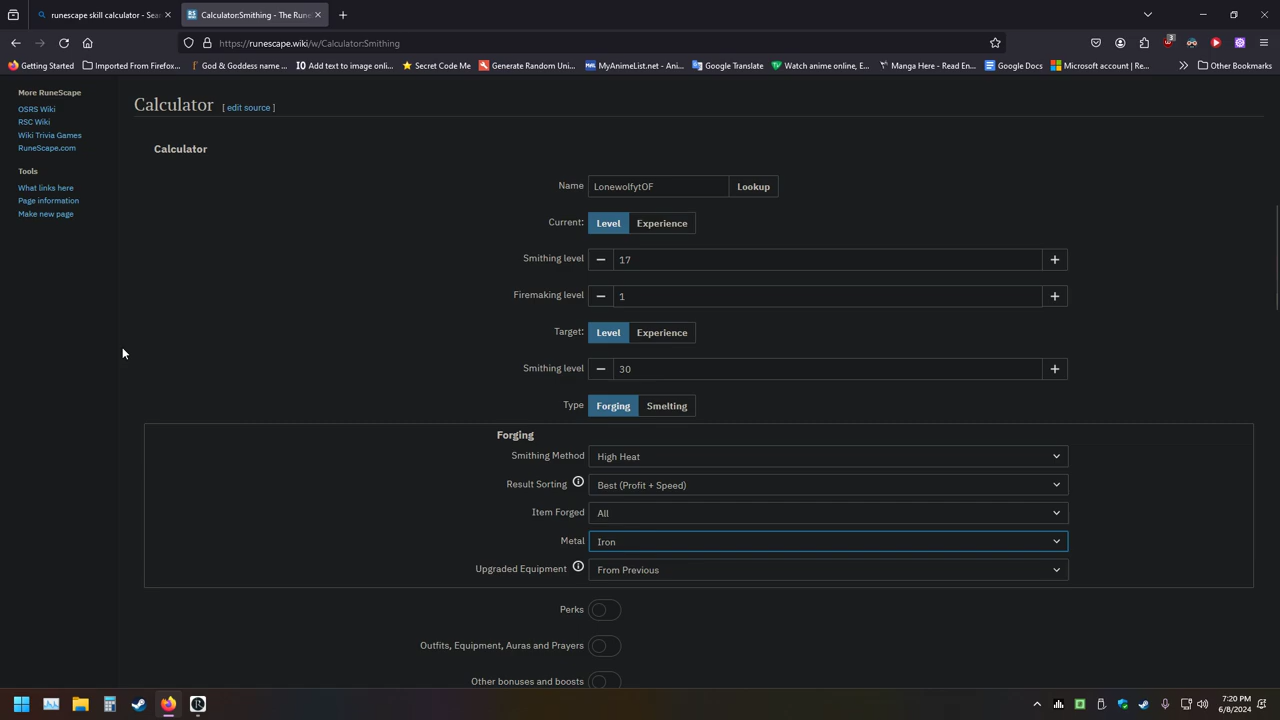 runescape skill calculator - Sea
Calculator:Smithing - The Rune
https://runescape.wiki/w/Calculator:Smithing
Getting Started
Imported From Firefox...
God & Goddess name ...
Add text to image onli...
Secret Code Me
Generate Random Uni...
MyAnimeList.net - Ani...
Google Translate
Watch anime online, E...
Manga Here - Read En...
Google Docs
Microsoft account | Re...
Other Bookmarks
More RuneScape
OSRS Wiki
RSC Wiki
Wiki Trivia Games
RuneScape.com
Tools
What links here
Page information
Make new page
Calculator [ edit source ]
Calculator
Name LonewolfytOF Lookup
Current: Level Experience
Smithing level − 17 +
Firemaking level − 1 +
Target: Level Experience
Smithing level − 30 +
Type Forging Smelting
Forging
Smithing Method High Heat
Result Sorting Best (Profit + Speed)
Item Forged All
Metal Iron
Upgraded Equipment From Previous
Perks
Outfits, Equipment, Auras and Prayers
Other bonuses and boosts
7:20 PM
6/8/2024